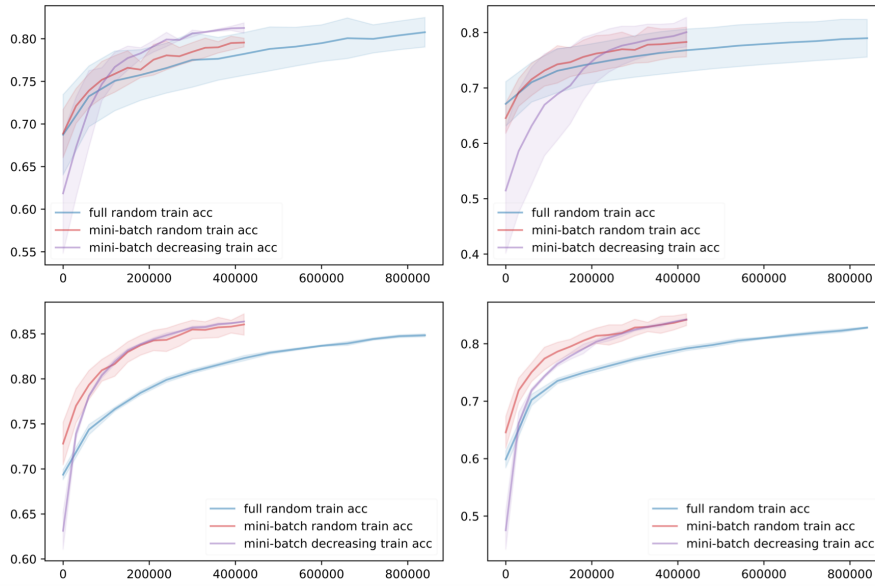 0.80
0.75
0.70
0.65
0.60
0.55
full random train acc
mini-batch random train acc
mini-batch decreasing train acc
0 200000 400000 600000 800000
0.8
0.7
0.6
0.5
0.4
full random train acc
mini-batch random train acc
mini-batch decreasing train acc
0 200000 400000 600000 800000
0.85
0.80
0.75
0.70
0.65
0.60
full random train acc
mini-batch random train acc
mini-batch decreasing train acc
0 200000 400000 600000 800000
0.8
0.7
0.6
0.5
full random train acc
mini-batch random train acc
mini-batch decreasing train acc
0 200000 400000 600000 800000